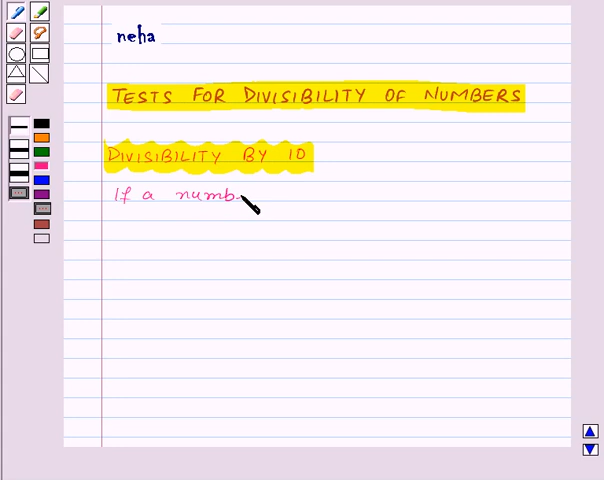 neha
TESTS FOR DIVISIBILITY OF NUMBERS
DIVISIBILITY BY 10
If a numb